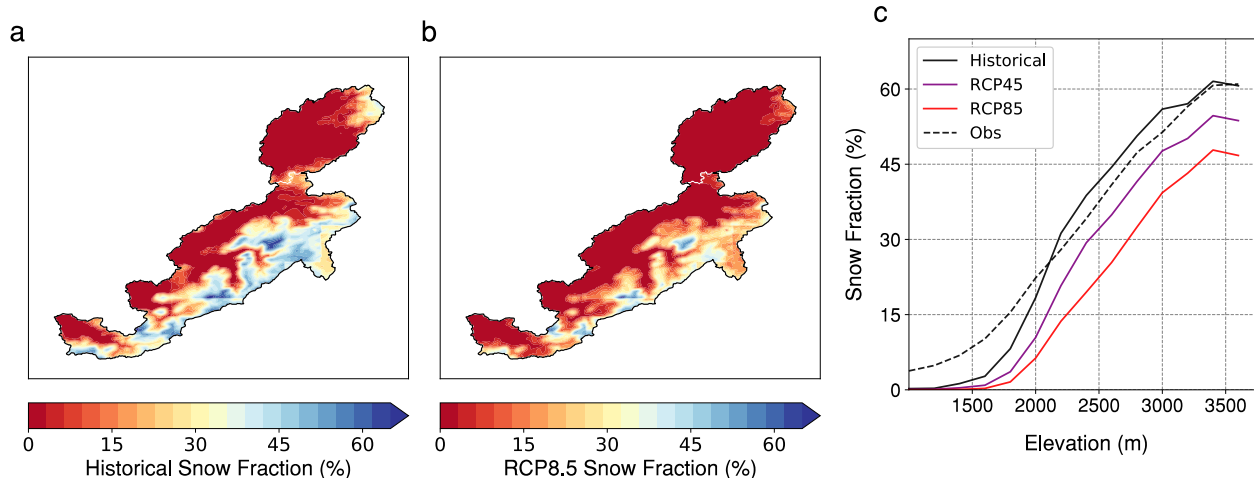 a
b
c
0 15 30 45 60
Historical Snow Fraction (%)
0 15 30 45 60
RCP8.5 Snow Fraction (%)
Historical
RCP45
RCP85
Obs
Snow Fraction (%)
60
45
30
15
0
1500 2000 2500 3000 3500
Elevation (m)